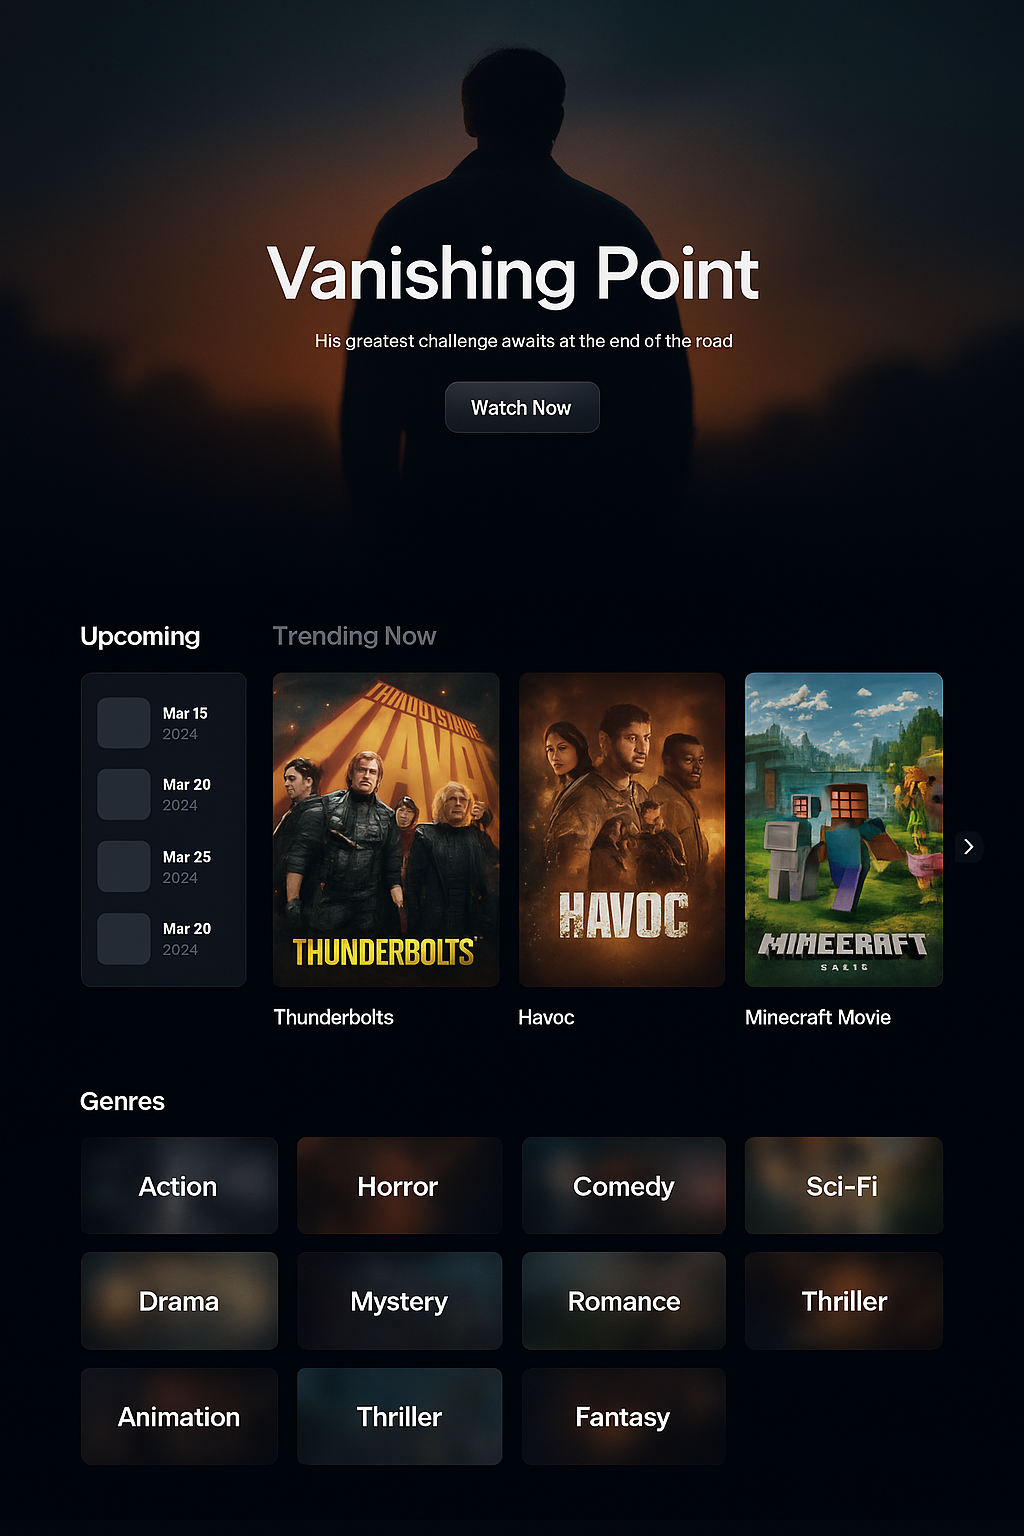 Vanishing Point
His greatest challenge awaits at the end of the road
Watch Now
Upcoming
Trending Now
Mar 15
2024
Mar 20
2024
Mar 25
2024
Mar 20
2024
THUNDERBOLTS*
HAVOC
MINEERAFT
Thunderbolts
Havoc
Minecraft Movie
Genres
Action
Horror
Comedy
Sci-Fi
Drama
Mystery
Romance
Thriller
Animation
Thriller
Fantasy